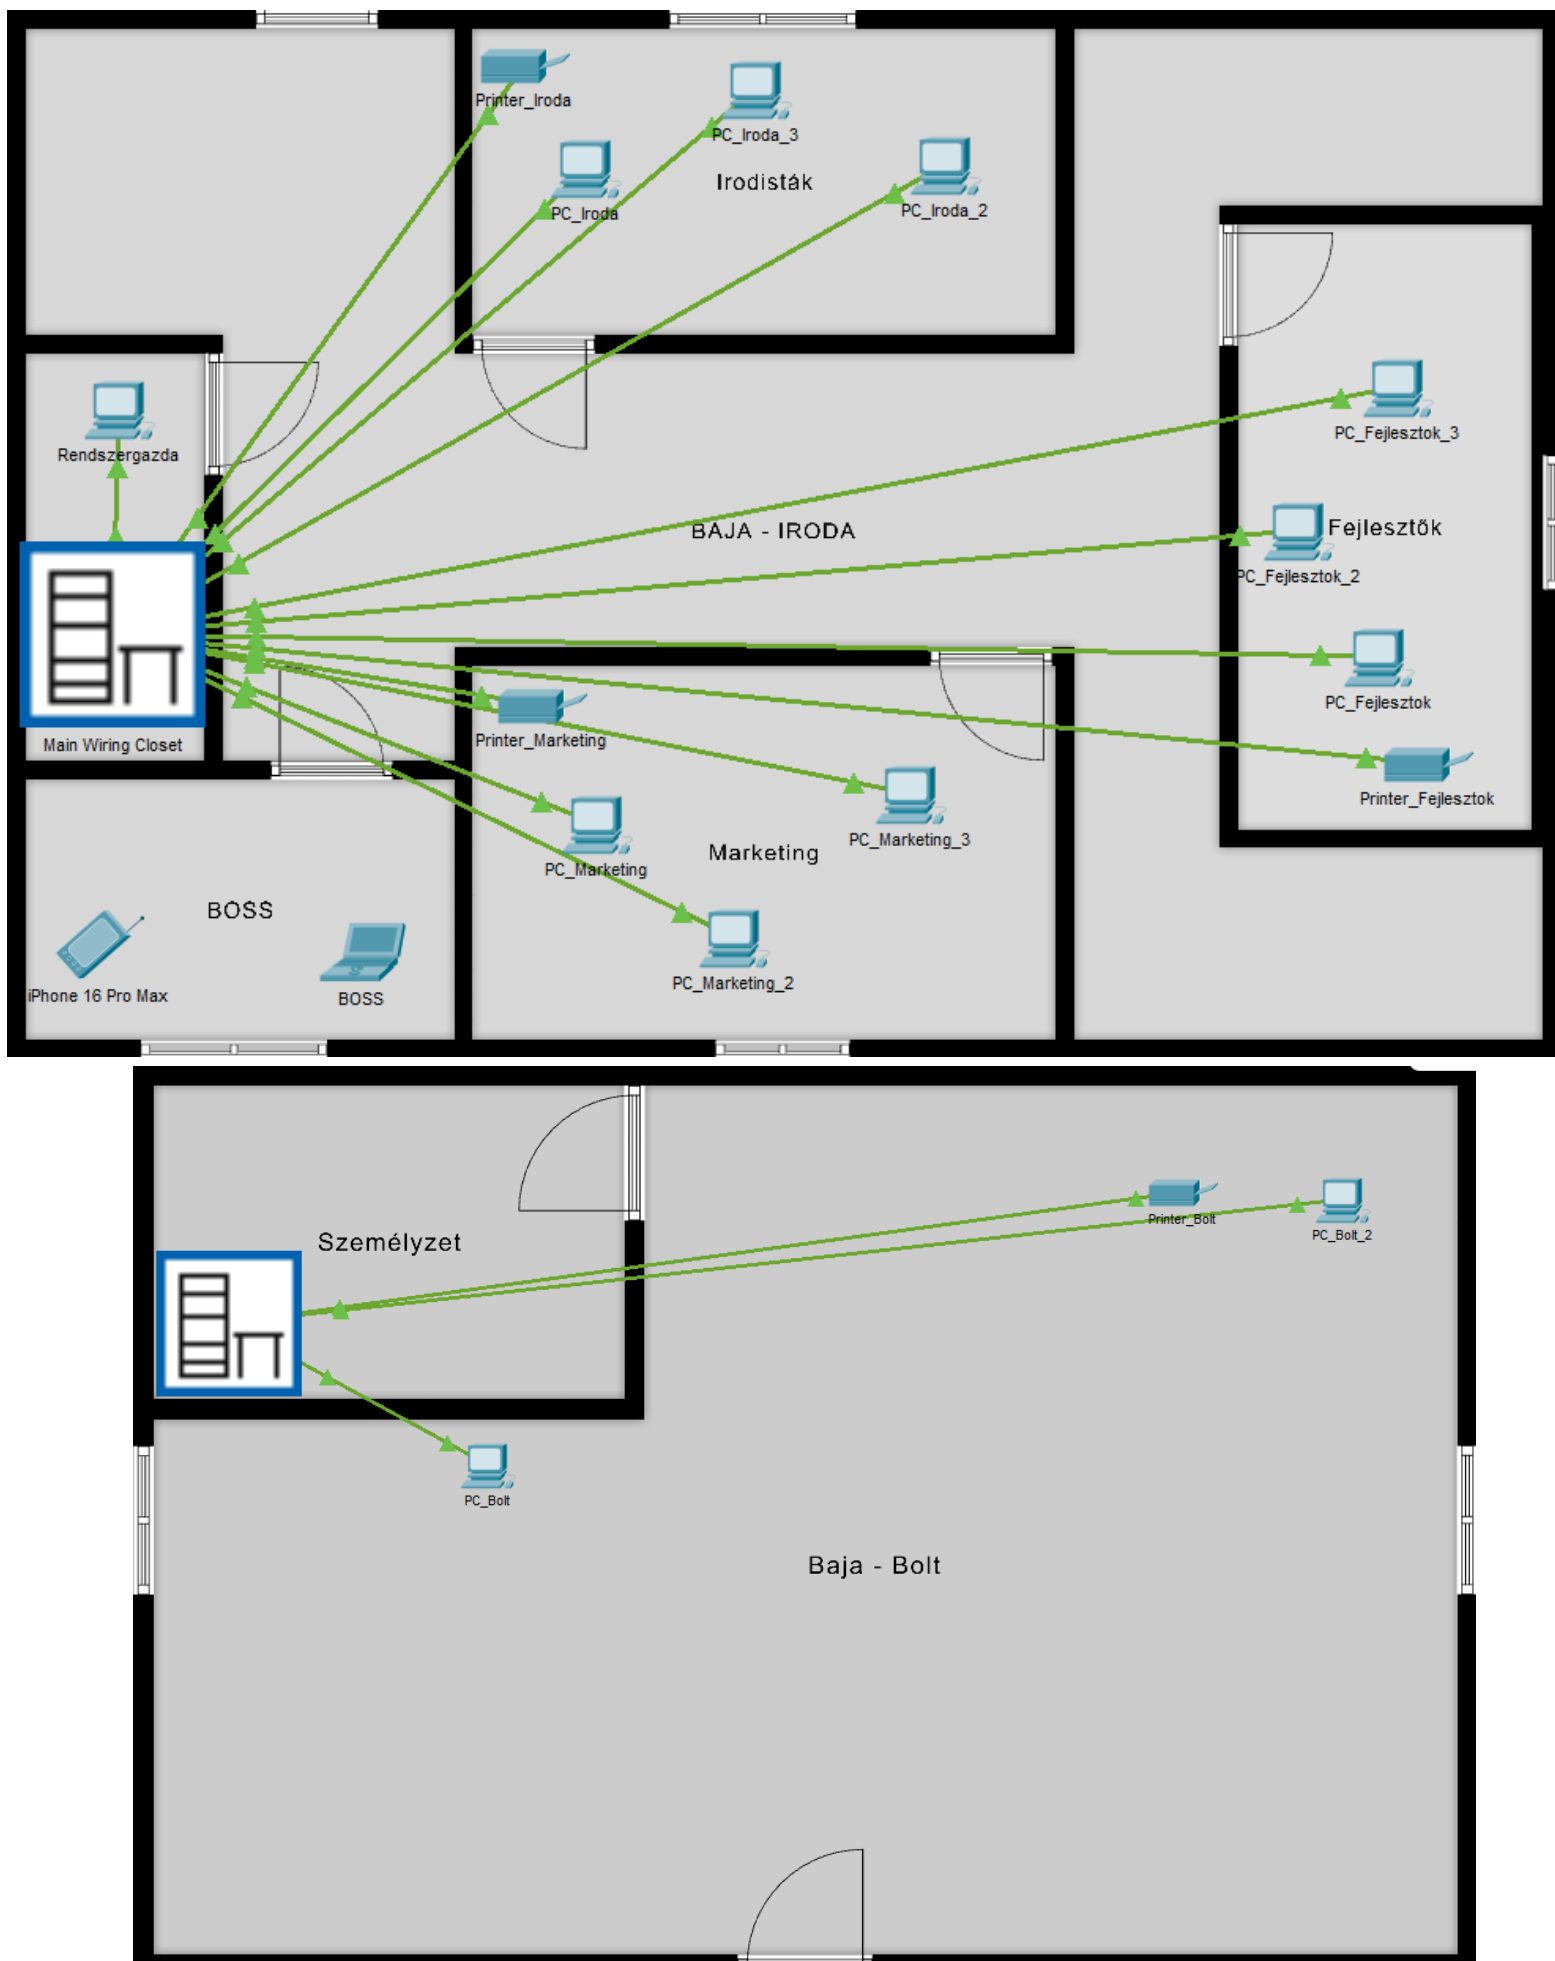 Printer_Iroda
PC_Iroda_3
Irodisták
PC_Iroda
PC_Iroda_2
Rendszergazda
PC_Fejlesztok_3
BAJA - IRODA
Fejlesztők
PC_Fejlesztok_2
PC_Fejlesztok
Main Wiring Closet
Printer_Marketing
Printer_Fejlesztok
PC_Marketing_3
Marketing
PC_Marketing
BOSS
PC_Marketing_2
iPhone 16 Pro Max
BOSS
Printer_Bolt
PC_Bolt_2
Személyzet
PC_Bolt
Baja - Bolt